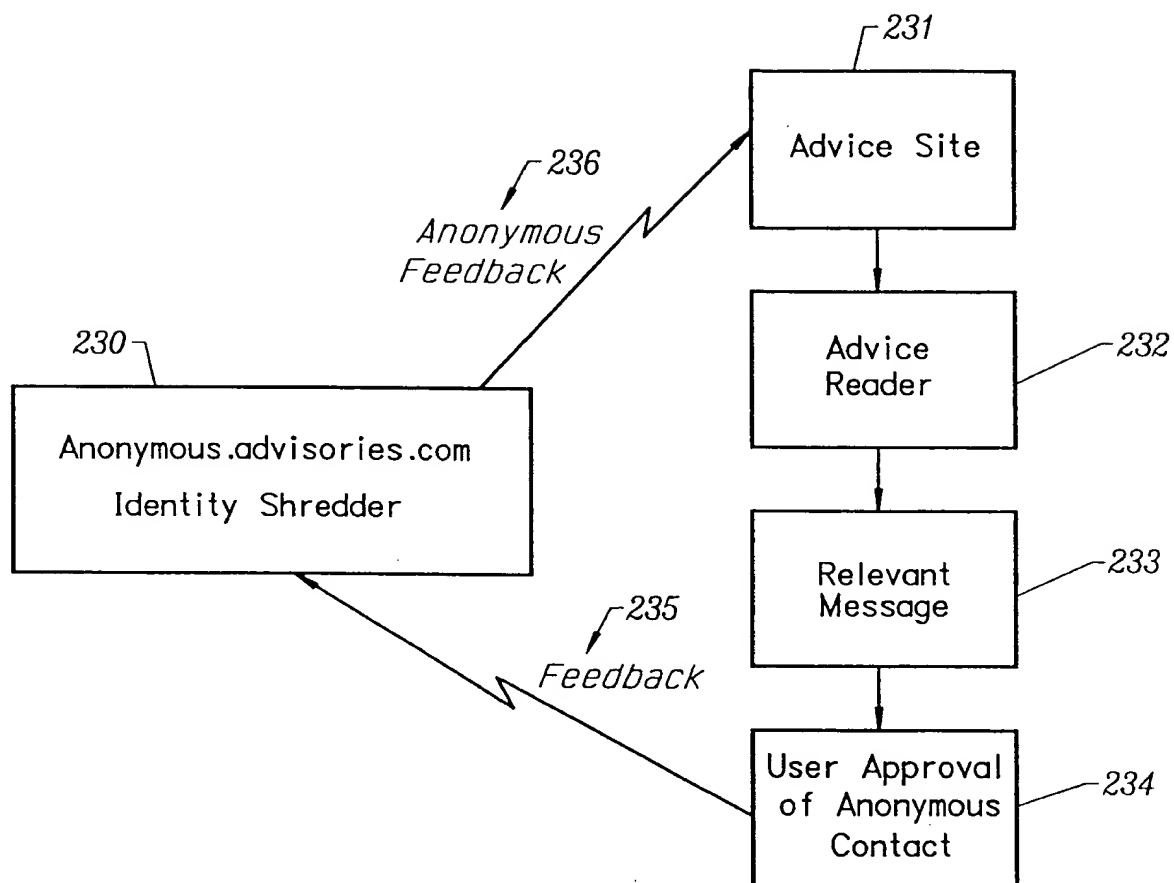 231
Advice Site
236
Anonymous
Feedback
230
Anonymous.advisories.com
Identity Shredder
Advice
Reader
232
Relevant
Message
233
235
Feedback
User Approval
of Anonymous
Contact
234